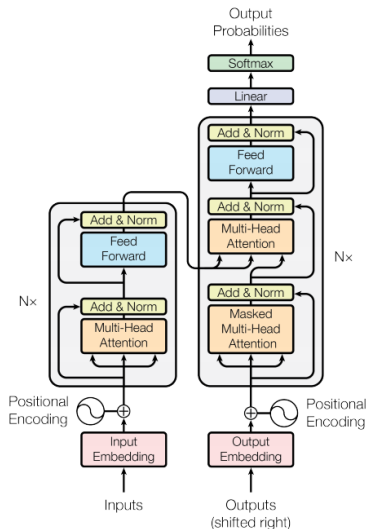 Output
Probabilities
Softmax
Linear
Add & Norm
Feed
Forward
Add & Norm
Multi-Head
Attention
Nx
Add & Norm
Masked
Multi-Head
Attention
Add & Norm
Feed
Forward
Nx
Add & Norm
Multi-Head
Attention
Positional
Encoding
Positional
Encoding
Input
Embedding
Output
Embedding
Inputs
Outputs
(shifted right)